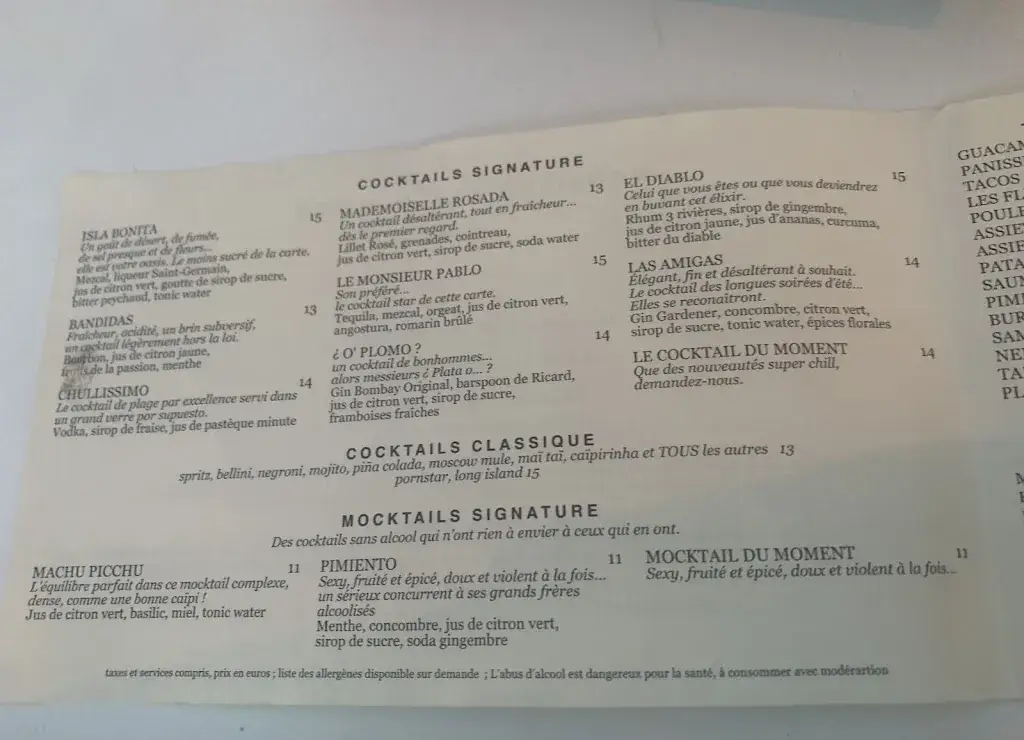 COCKTAILS SIGNATURE
ISLA BONITA 15
Un goût de désert, de fumée,
de sel presque et de fleurs...
elle est votre oasis. Le moins sucré de la carte.
Mezcal, liqueur Saint-Germain,
jus de citron vert, goutte de sirop de sucre,
bitter peychaud, tonic water
BANDIDAS 13
Fraîcheur, acidité, un brin subversif,
un cocktail légèrement hors la loi.
Bourbon, jus de citron jaune,
fruits de la passion, menthe
CHULLISSIMO 14
Le cocktail de plage par excellence servi dans
un grand verre por supuesto.
Vodka, sirop de fraise, jus de pastèque minute
MADEMOISELLE ROSADA 13
Un cocktail désaltérant, tout en fraîcheur...
dès le premier regard.
Lillet Rosé, grenades, cointreau,
jus de citron vert, sirop de sucre, soda water
LE MONSIEUR PABLO 15
Son préféré...
le cocktail star de cette carte.
Tequila, mezcal, orgeat, jus de citron vert,
angostura, romarin brûlé
¿ O' PLOMO ? 14
un cocktail de bonhommes...
alors messieurs ¿ Plata o... ?
Gin Bombay Original, barspoon de Ricard,
jus de citron vert, sirop de sucre,
framboises fraîches
EL DIABLO 15
Celui que vous êtes ou que vous deviendrez
en buvant cet élixir.
Rhum 3 rivières, sirop de gingembre,
jus de citron jaune, jus d'ananas, curcuma,
bitter du diable
LAS AMIGAS 14
Élégant, fin et désaltérant à souhait.
Le cocktail des longues soirées d'été...
Elles se reconaîtront.
Gin Gardener, concombre, citron vert,
sirop de sucre, tonic water, épices florales
LE COCKTAIL DU MOMENT 14
Que des nouveautés super chill,
demandez-nous.
COCKTAILS CLASSIQUE
spritz, bellini, negroni, mojito, piña colada, moscow mule, maï taï, caïpirinha et TOUS les autres 13
pornstar, long island 15
MOCKTAILS SIGNATURE
Des cocktails sans alcool qui n'ont rien à envier à ceux qui en ont.
MACHU PICCHU 11
L'équilibre parfait dans ce mocktail complexe,
dense, comme une bonne caïpi !
Jus de citron vert, basilic, miel, tonic water
PIMIENTO 11
Sexy, fruité et épicé, doux et violent à la fois...
un sérieux concurrent à ses grands frères
alcoolisés
Menthe, concombre, jus de citron vert,
sirop de sucre, soda gingembre
MOCKTAIL DU MOMENT 11
Sexy, fruité et épicé, doux et violent à la fois...
taxes et services compris, prix en euros ; liste des allergènes disponible sur demande ; L'abus d'alcool est dangereux pour la santé, à consommer avec modérartion
GUACAM
PANISSE
TACOS
LES FL
POULE
ASSIE
ASSIE
PATA
SAUM
PIME
BUR
SAM
NE
TA
PL